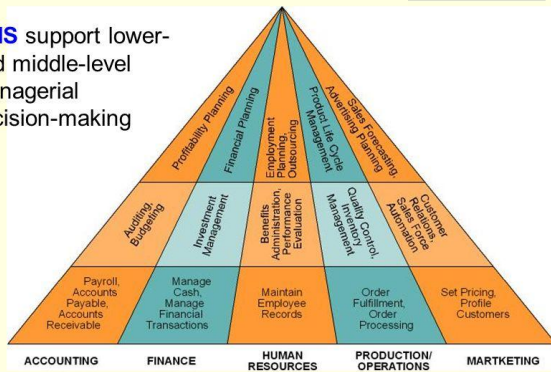 IS support lower-
d middle-level
nagerial
cision-making
Profitability Planning
Financial Planning
Employment
Planning,
Outsourcing
Product Life Cycle
Management
Sales Forecasting,
Advertising Planning
Auditing,
Budgeting
Investment
Management
Benefits
Administration,
Performance
Evaluation
Quality Control,
Inventory
Management
Customer
Relations,
Sales Force
Automation
Payroll,
Accounts
Payable,
Accounts
Receivable
Manage
Cash,
Manage
Financial
Transactions
Maintain
Employee
Records
Order
Fulfillment,
Order
Processing
Set Pricing,
Profile
Customers
ACCOUNTING
FINANCE
HUMAN
RESOURCES
PRODUCTION/
OPERATIONS
MARTKETING